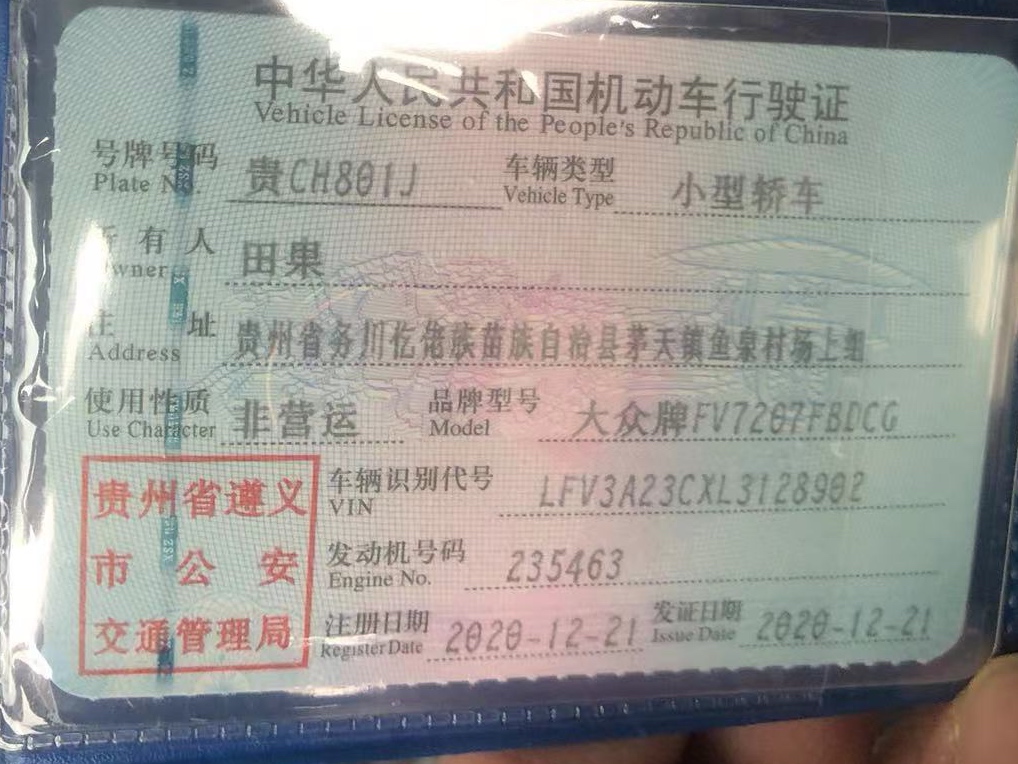 中华人民共和国机动车行驶证
Vehicle License of the People's Republic of China
号牌号码 贵CH801J 车辆类型 小型轿车
Plate No. Vehicle Type
所有人 田果
Owner
住址 贵州省务川仡佬族苗族自治县茅天镇鱼泉村场上组
Address
使用性质 非营运 品牌型号 大众牌FV7207FBDCG
Use Character Model
贵州省遵义 车辆识别代号 LFV3A23CXL3128902
VIN
市公安 发动机号码 235463
Engine No.
交通管理局 注册日期 2020-12-21 发证日期 2020-12-21
Register Date Issue Date